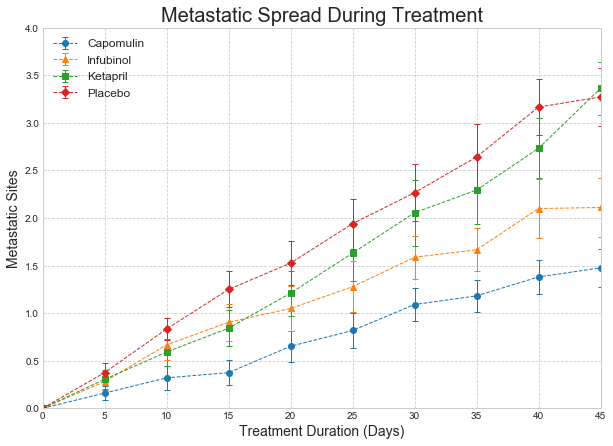 Metastatic Spread During Treatment
4.0
3.5
3.0
2.5
2.0
1.5
1.0
0.5
0.0
Metastatic Sites
Capomulin
Infubinol
Ketapril
Placebo
0 5 10 15 20 25 30 35 40 45
Treatment Duration (Days)